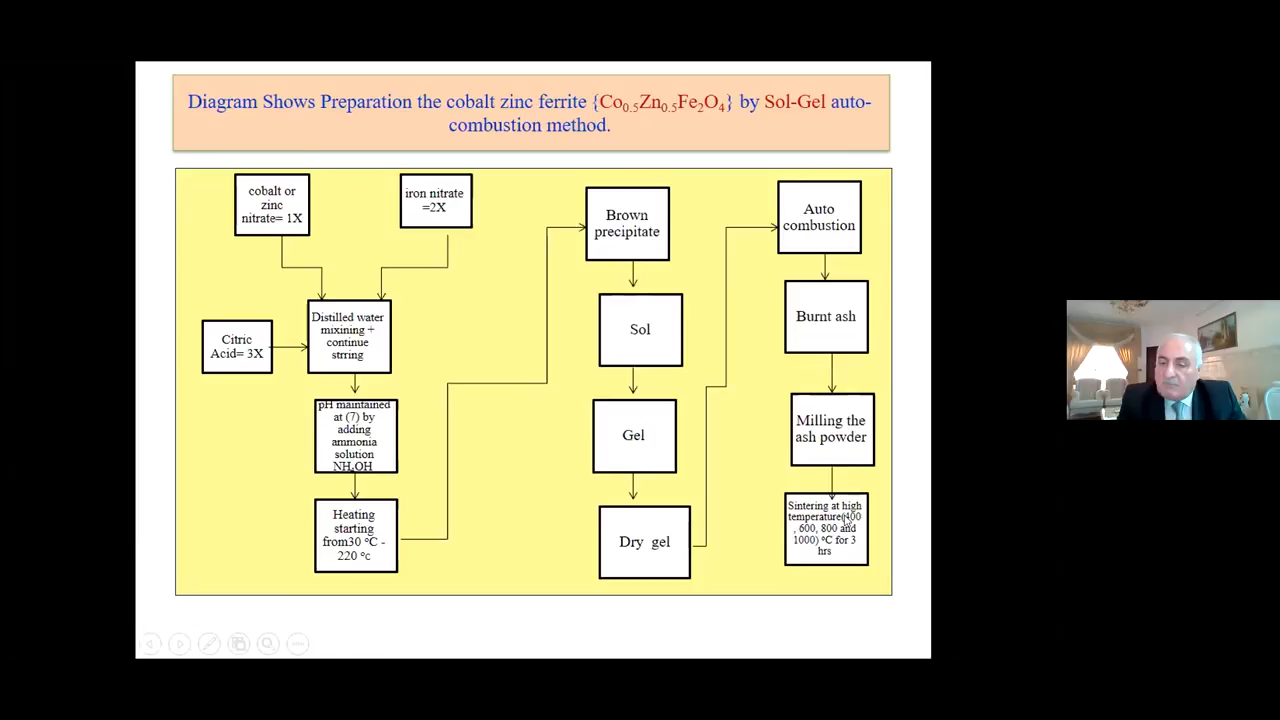 Diagram Shows Preparation the cobalt zinc ferrite {Co0.5Zn0.5Fe2O4} by Sol-Gel auto-
combustion method.
cobalt or
zinc
nitrate= 1X
iron nitrate
=2X
Citric
Acid= 3X
Distilled water
mixining +
continue
strring
pH maintained
at (7) by
adding
ammonia
solution
NH4OH
Heating
starting
from30 °C -
220 °C
Brown
precipitate
Sol
Gel
Dry gel
Auto
combustion
Burnt ash
Milling the
ash powder
Sintering at high
temperature(400
, 600, 800 and
1000) °C for 3
hrs